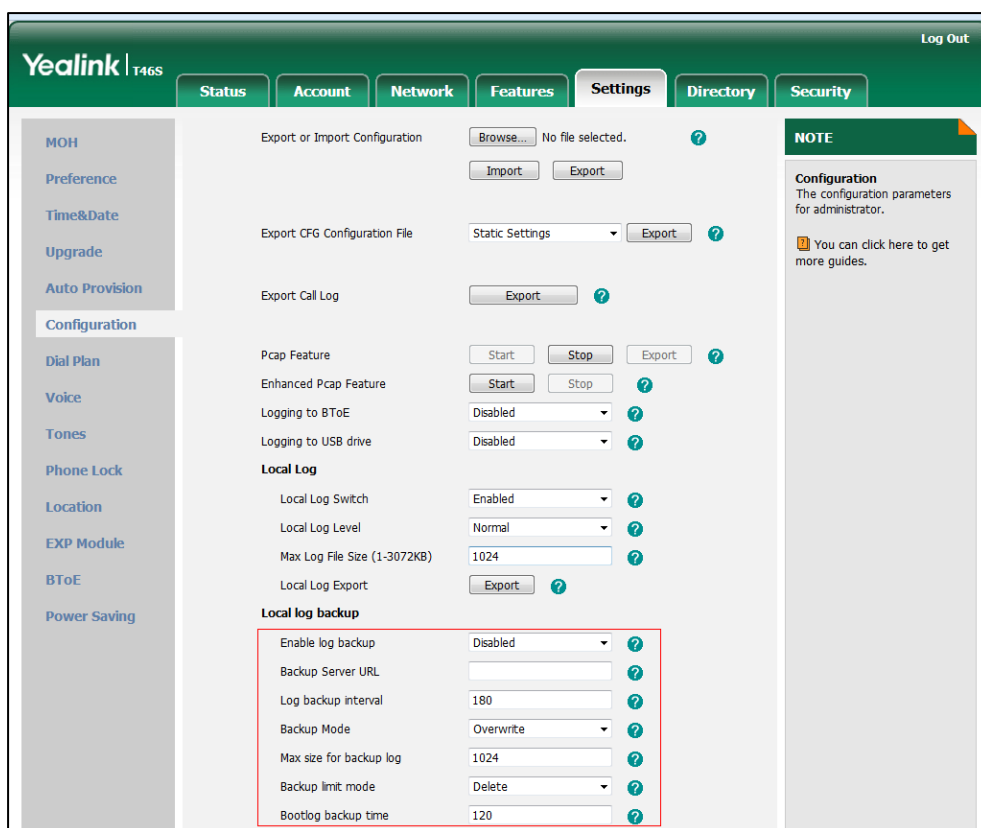 Log Out
Yealink T46S
Status Account Network Features Settings Directory Security
MOH
Preference
Time&Date
Upgrade
Auto Provision
Configuration
Dial Plan
Voice
Tones
Phone Lock
Location
EXP Module
BToE
Power Saving
Export or Import Configuration Browse... No file selected. ?
Import Export
Export CFG Configuration File Static Settings Export ?
Export Call Log Export ?
Pcap Feature Start Stop Export ?
Enhanced Pcap Feature Start Stop ?
Logging to BToE Disabled ?
Logging to USB drive Disabled ?
Local Log
Local Log Switch Enabled ?
Local Log Level Normal ?
Max Log File Size (1-3072KB) 1024 ?
Local Log Export Export ?
Local log backup
Enable log backup Disabled ?
Backup Server URL ?
Log backup interval 180 ?
Backup Mode Overwrite ?
Max size for backup log 1024 ?
Backup limit mode Delete ?
Bootlog backup time 120 ?
NOTE
Configuration
The configuration parameters
for administrator.
? You can click here to get
more guides.